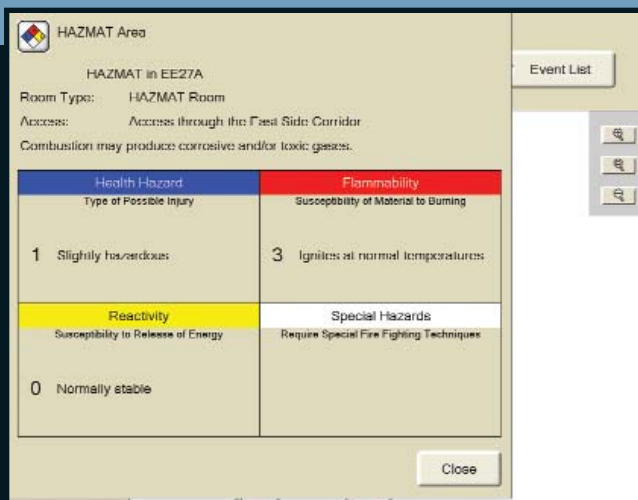 HAZMAT Area
Event List
HAZMAT in EE27A
Room Type: HAZMAT Room
Access: Access through the East Side Corridor
Combustion may produce corrosive and/or toxic gases.
Health Hazard
Type of Possible Injury
1 Slightly hazardous
Flammability
Susceptibility of Material to Burning
3 Ignites at normal temperatures
Reactivity
Susceptibility to Release of Energy
0 Normally stable
Special Hazards
Require Special Fire Fighting Techniques
Close